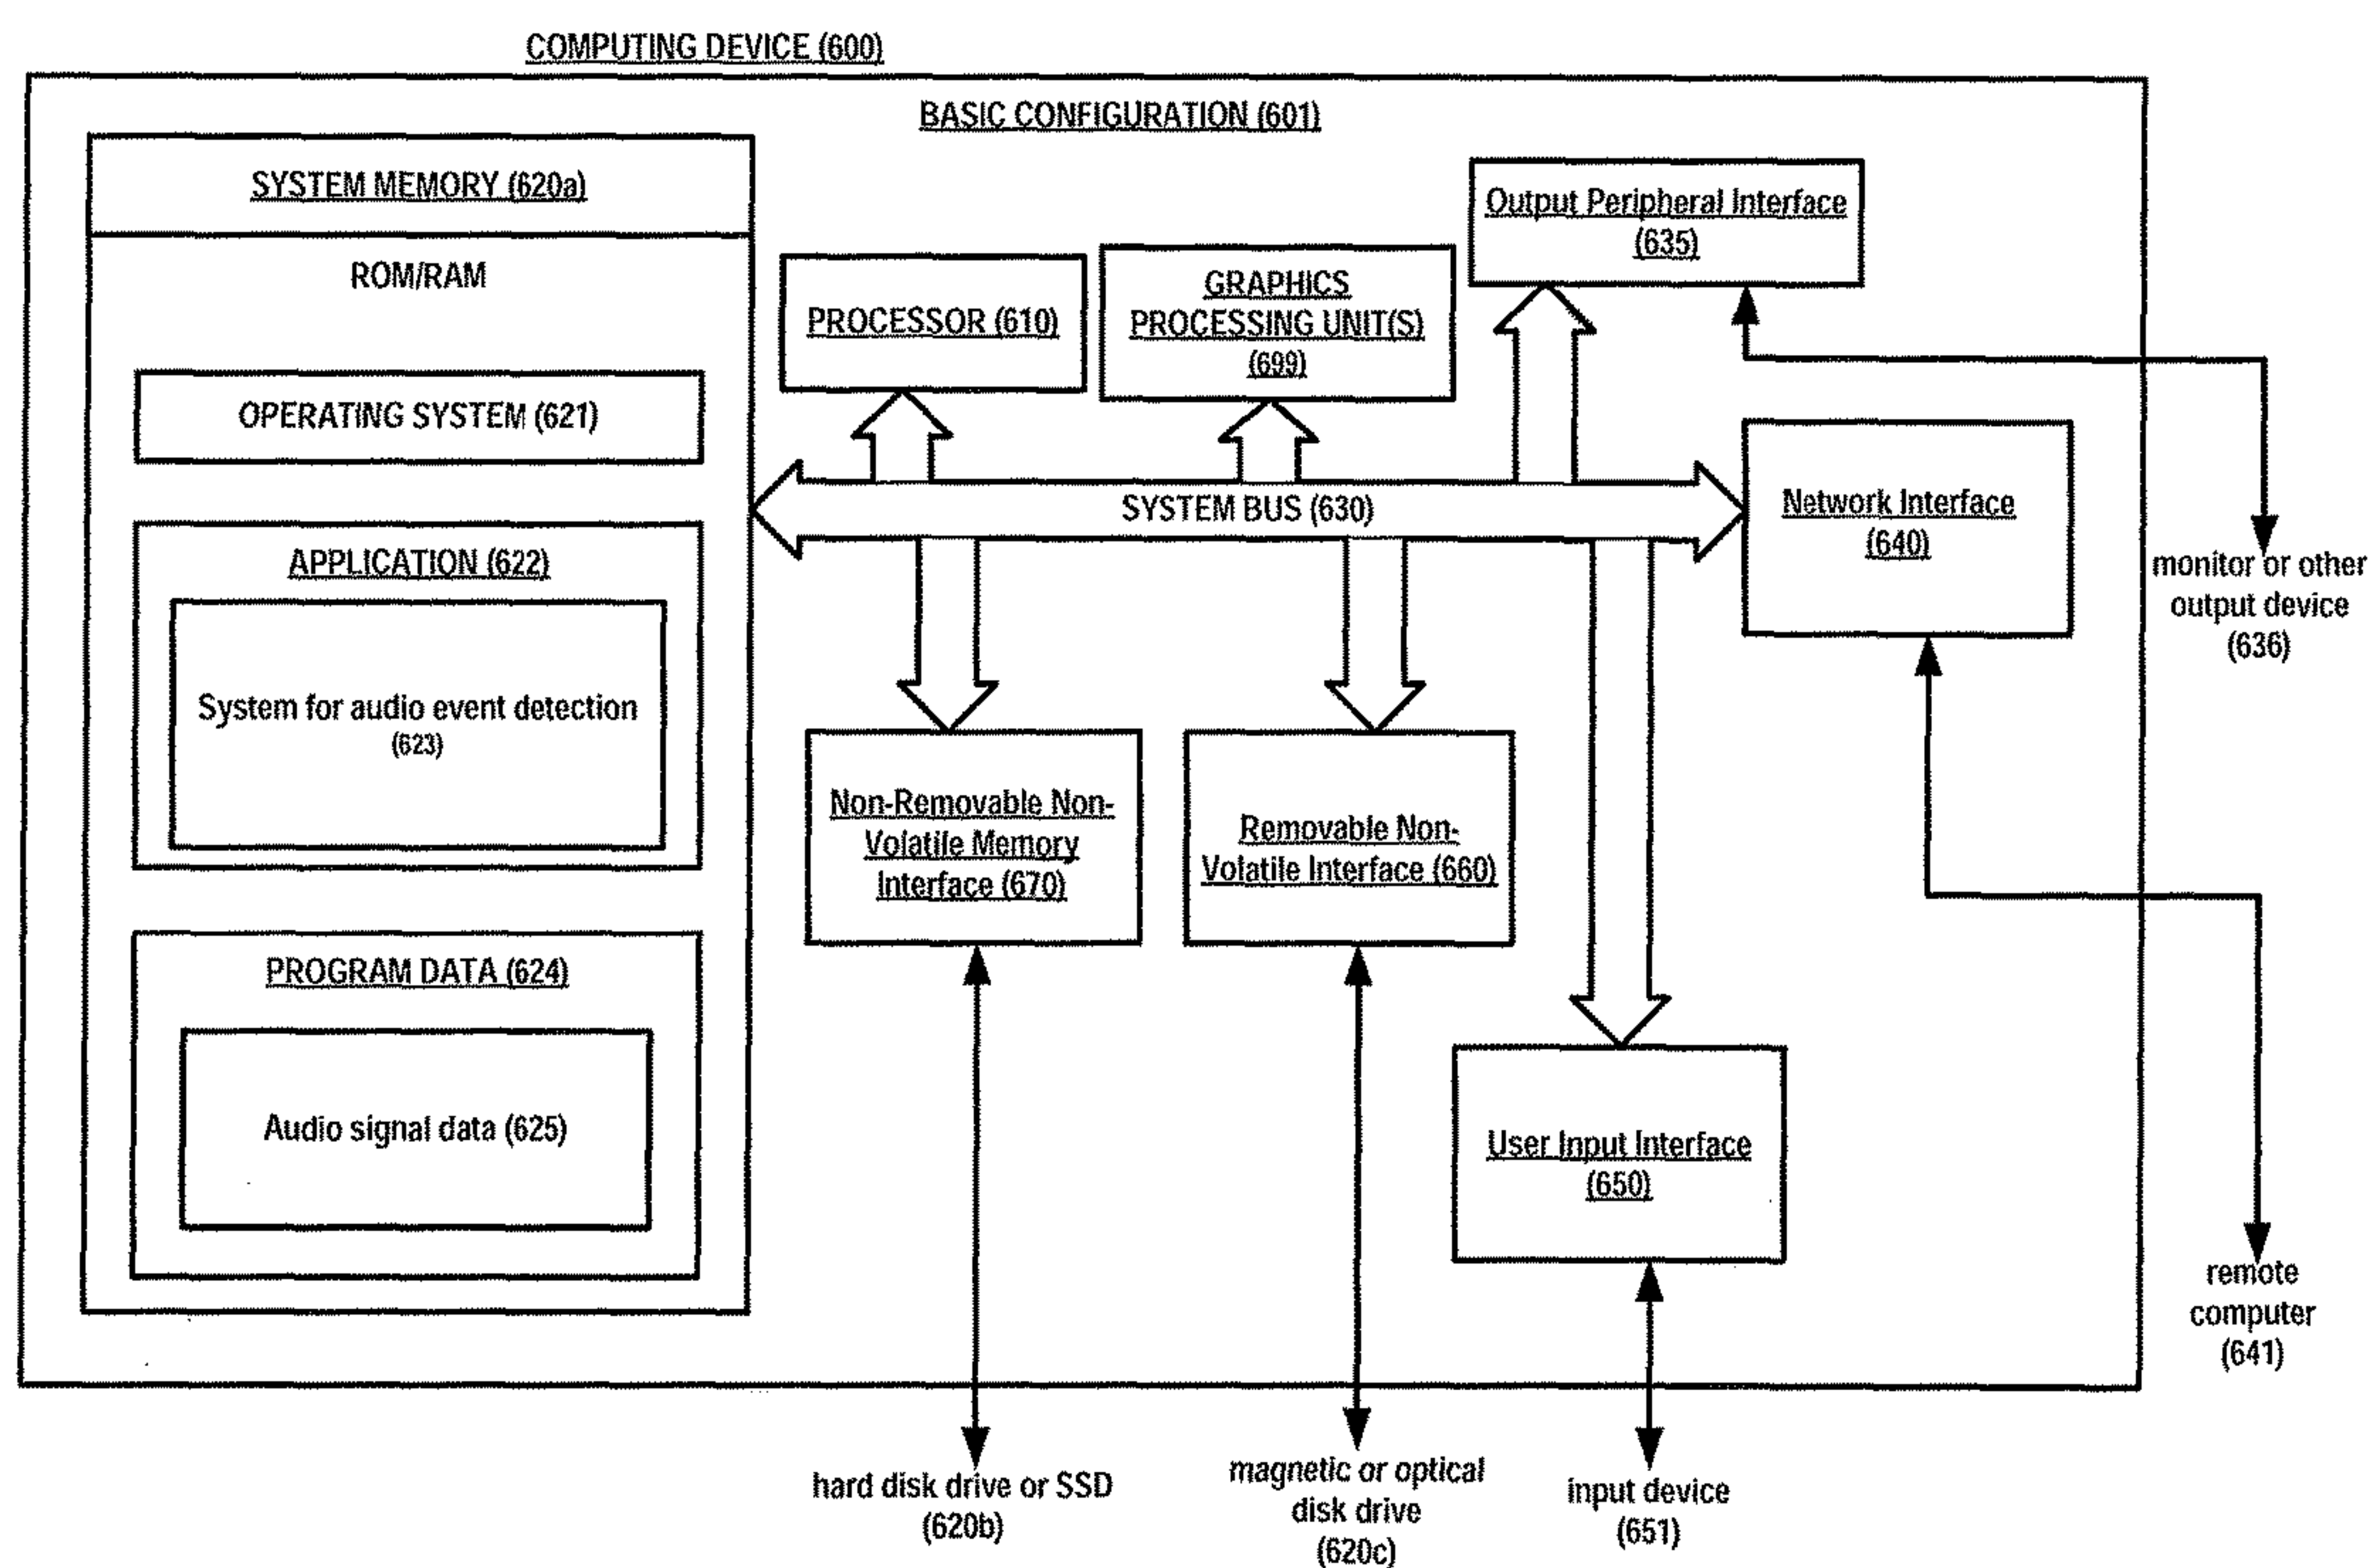 COMPUTING DEVICE (600)
BASIC CONFIGURATION (601)
SYSTEM MEMORY (620a)
ROM/RAM
OPERATING SYSTEM (621)
APPLICATION (622)
System for audio event detection
(623)
PROGRAM DATA (624)
Audio signal data (625)
PROCESSOR (610)
GRAPHICS
PROCESSING UNIT(S)
(699)
Output Peripheral Interface
(635)
SYSTEM BUS (630)
Network Interface
(640)
monitor or other
output device
(636)
Non-Removable Non-
Volatile Memory
Interface (670)
Removable Non-
Volatile Interface (660)
User Input Interface
(650)
remote
computer
(641)
hard disk drive or SSD
(620b)
magnetic or optical
disk drive
(620c)
input device
(651)